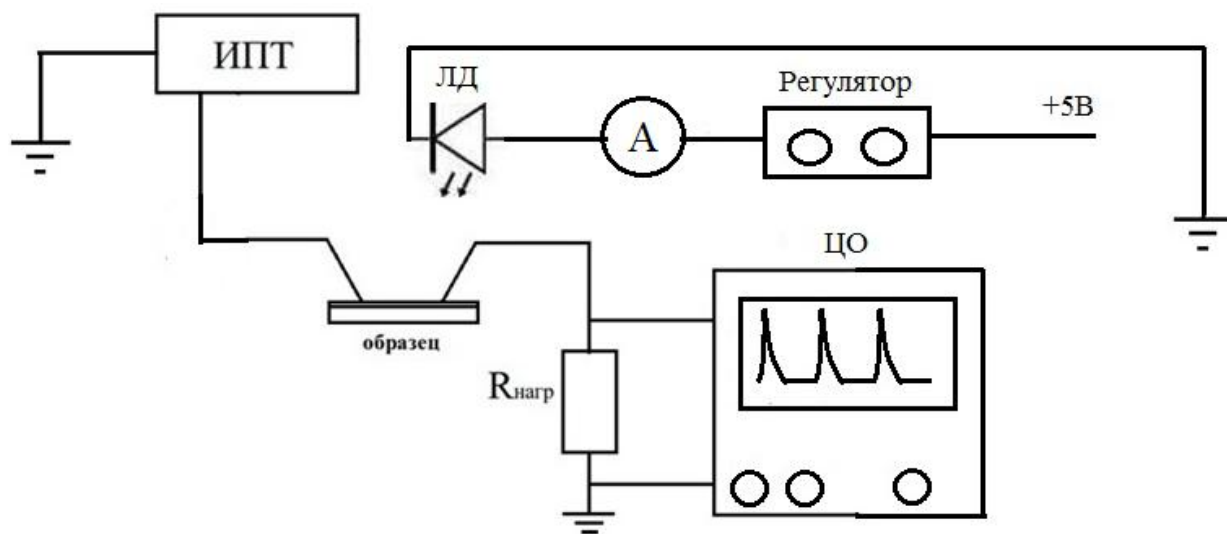 ИПТ
ЛД
А
Регулятор
+5В
ЦО
образец
Rнагр